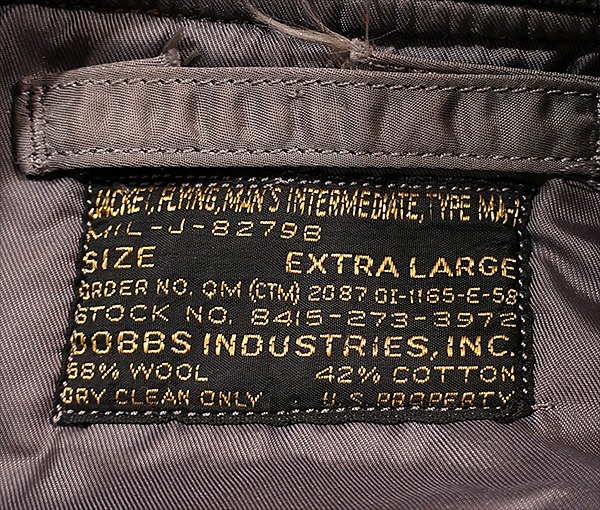 JACKET, FLYING, MAN'S INTERMEDIATE, TYPE MA-1
MIL-J-8279B
SIZE EXTRA LARGE
ORDER NO. QM (CTM) 2087 01-1165-E-58
STOCK NO. 8415-273-3972
DOBBS INDUSTRIES, INC.
58% WOOL 42% COTTON
DRY CLEAN ONLY U.S. PROPERTY